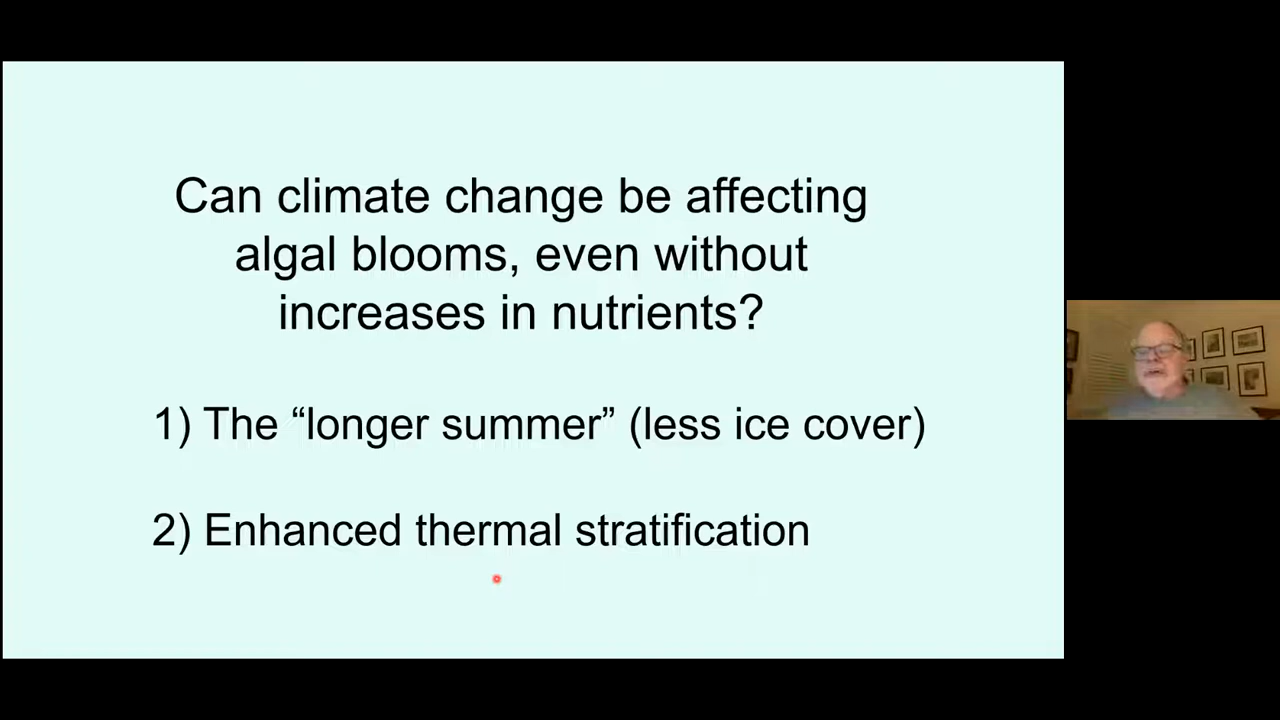 Can climate change be affecting
algal blooms, even without
increases in nutrients?
1) The “longer summer” (less ice cover)
2) Enhanced thermal stratification